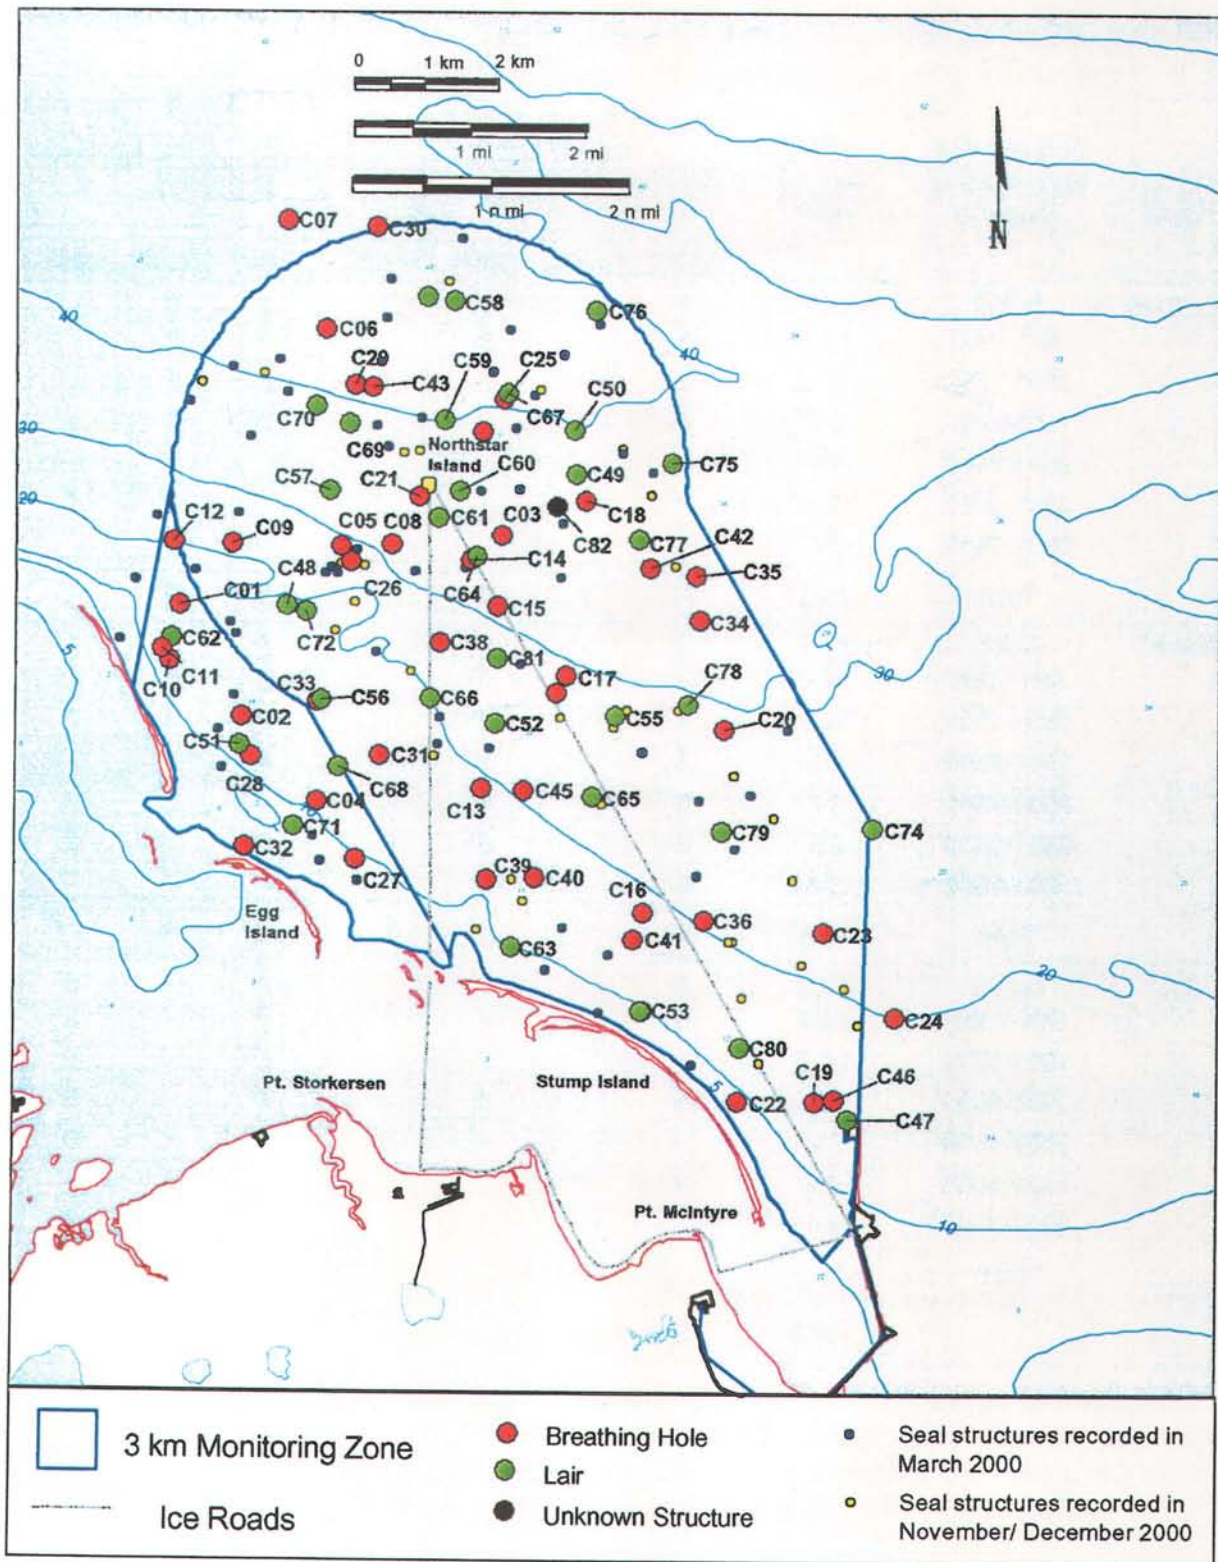 0 1 km 2 km
1 mi 2 mi
1 n mi 2 n mi
N
C07
C30
C58
C76
40
C06
C29
C43
C59
C25
C50
40
C67
C70
C69
30
Northstar
Island
C60
C49
C75
C57
C21
20
C12
C09
C05
C08
C61
C03
C18
C82
C77
C42
C48
C14
C35
C01
C26
C64
C15
C34
5
C62
C72
C38
C81
C10
C11
C33
C56
C17
C78
30
C66
C02
C52
C55
C20
C51
C31
C28
C68
C13
C45
C65
C04
C71
C79
C74
C32
C27
C39
C40
C16
C36
C23
Egg
Island
C41
C63
20
C53
C24
C80
Pt. Storkersen
Stump Island
5
C22
C19
C46
C47
Pt. McIntyre
10
3 km Monitoring Zone
Ice Roads
Breathing Hole
Lair
Unknown Structure
Seal structures recorded in
March 2000
Seal structures recorded in
November/ December 2000